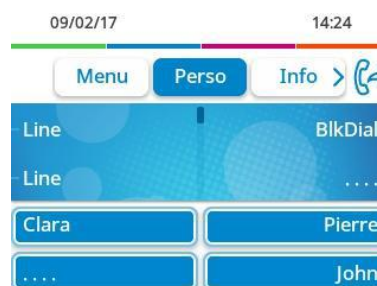 09/02/17 14:24
Menu Perso Info
Line BlkDial
Line ....
Clara Pierre
.... John